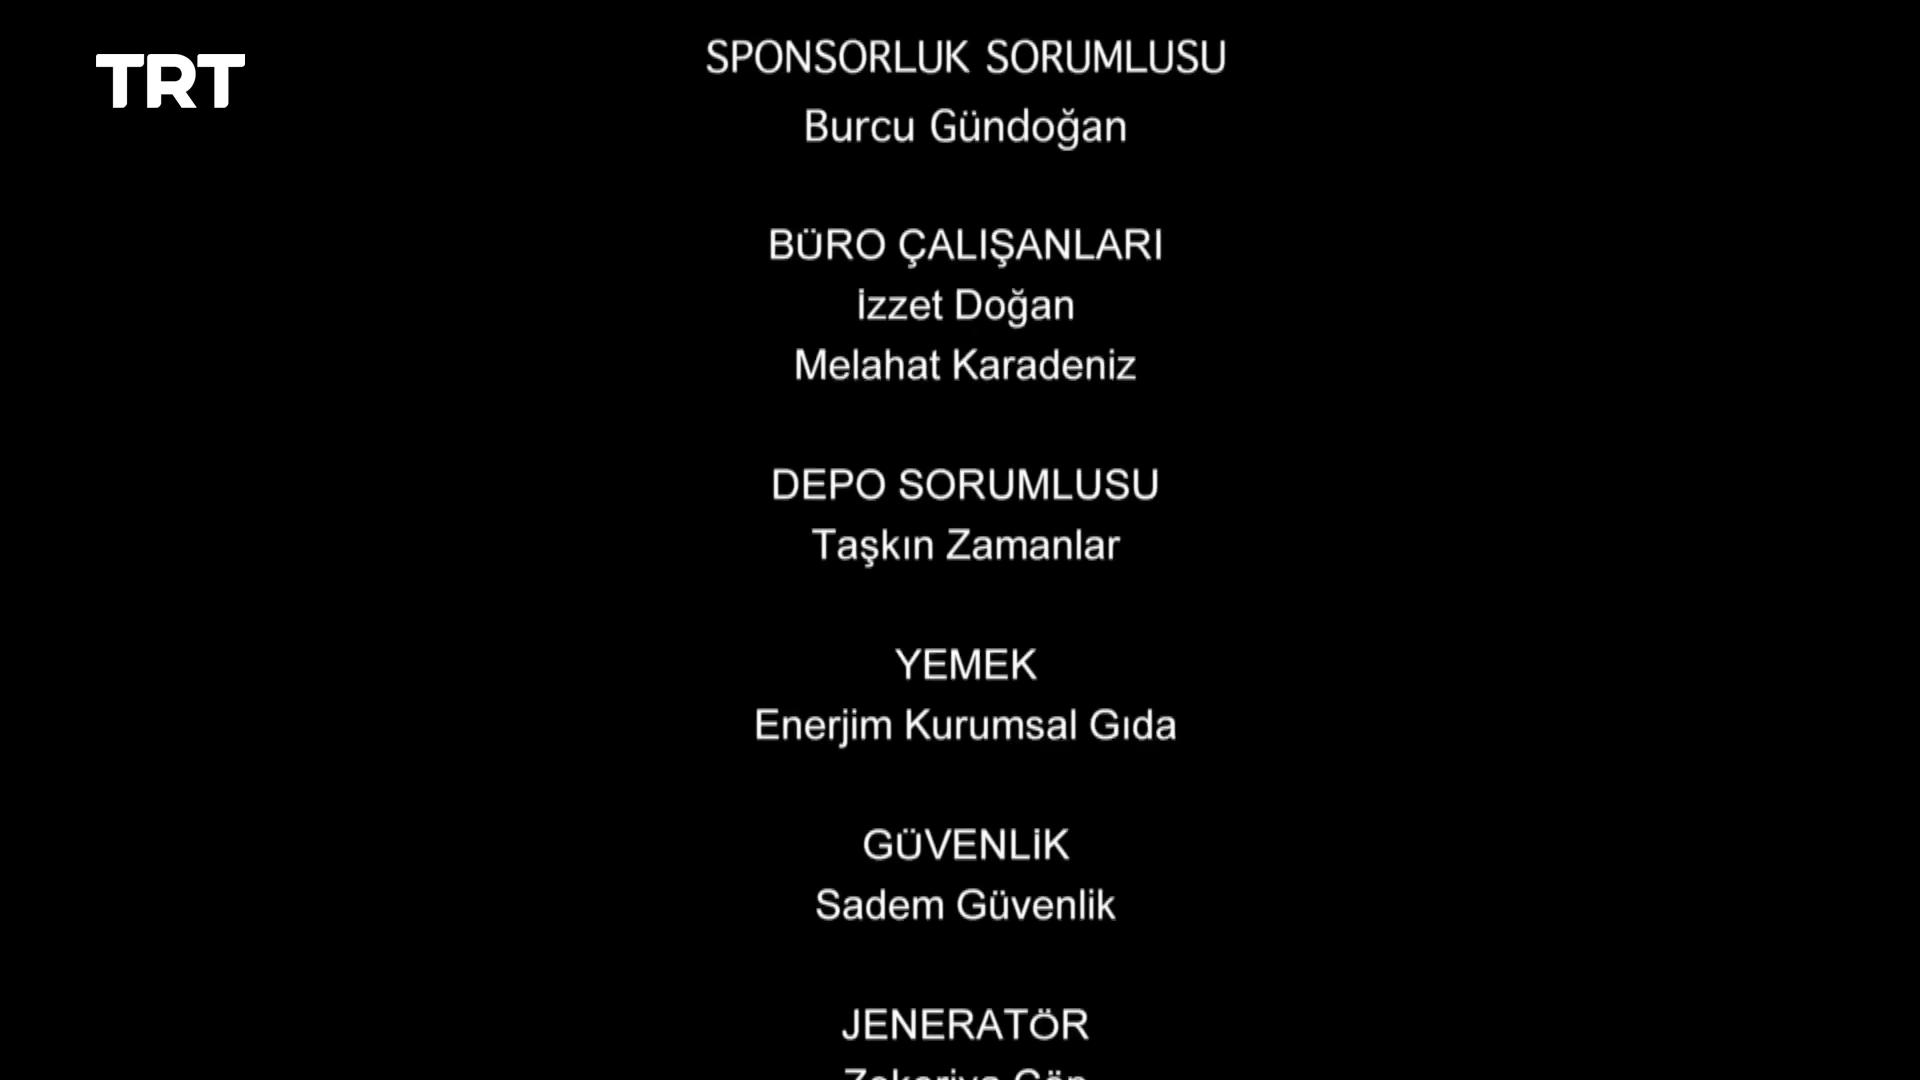 TRT
SPONSORLUK SORUMLUSU
Burcu Gündoğan
BÜRO ÇALIŞANLARI
İzzet Doğan
Melahat Karadeniz
DEPO SORUMLUSU
Taşkın Zamanlar
YEMEK
Enerjim Kurumsal Gıda
GÜVENLİK
Sadem Güvenlik
JENERATÖR